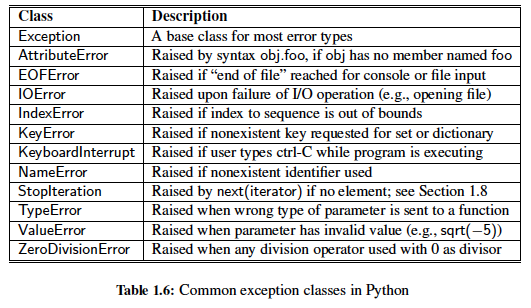 Class Description
Exception A base class for most error types
AttributeError Raised by syntax obj.foo, if obj has no member named foo
EOFError Raised if “end of file” reached for console or file input
IOError Raised upon failure of I/O operation (e.g., opening file)
IndexError Raised if index to sequence is out of bounds
KeyError Raised if nonexistent key requested for set or dictionary
KeyboardInterrupt Raised if user types ctrl-C while program is executing
NameError Raised if nonexistent identifier used
StopIteration Raised by next(iterator) if no element; see Section 1.8
TypeError Raised when wrong type of parameter is sent to a function
ValueError Raised when parameter has invalid value (e.g., sqrt(−5))
ZeroDivisionError Raised when any division operator used with 0 as divisor
Table 1.6: Common exception classes in Python